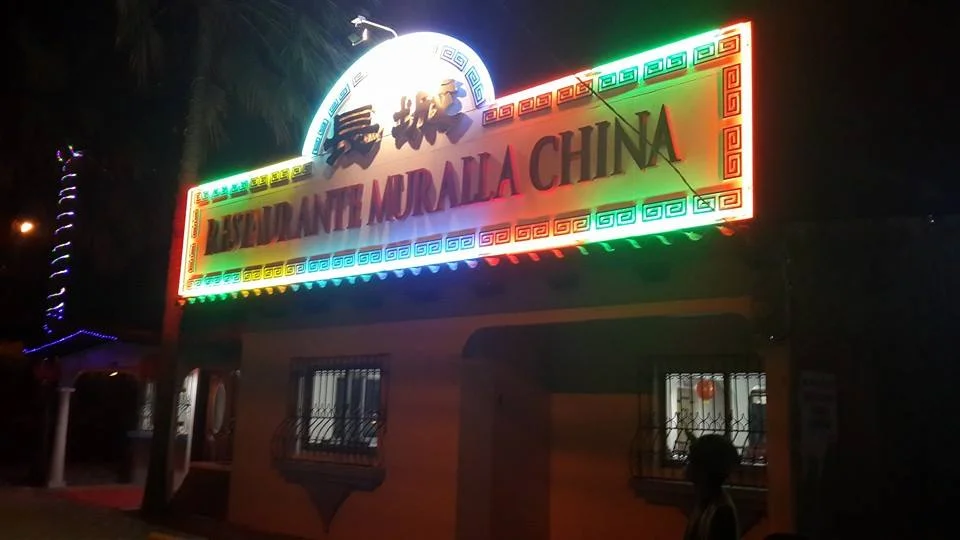 長城
RESTAURANTE MURALLA CHINA